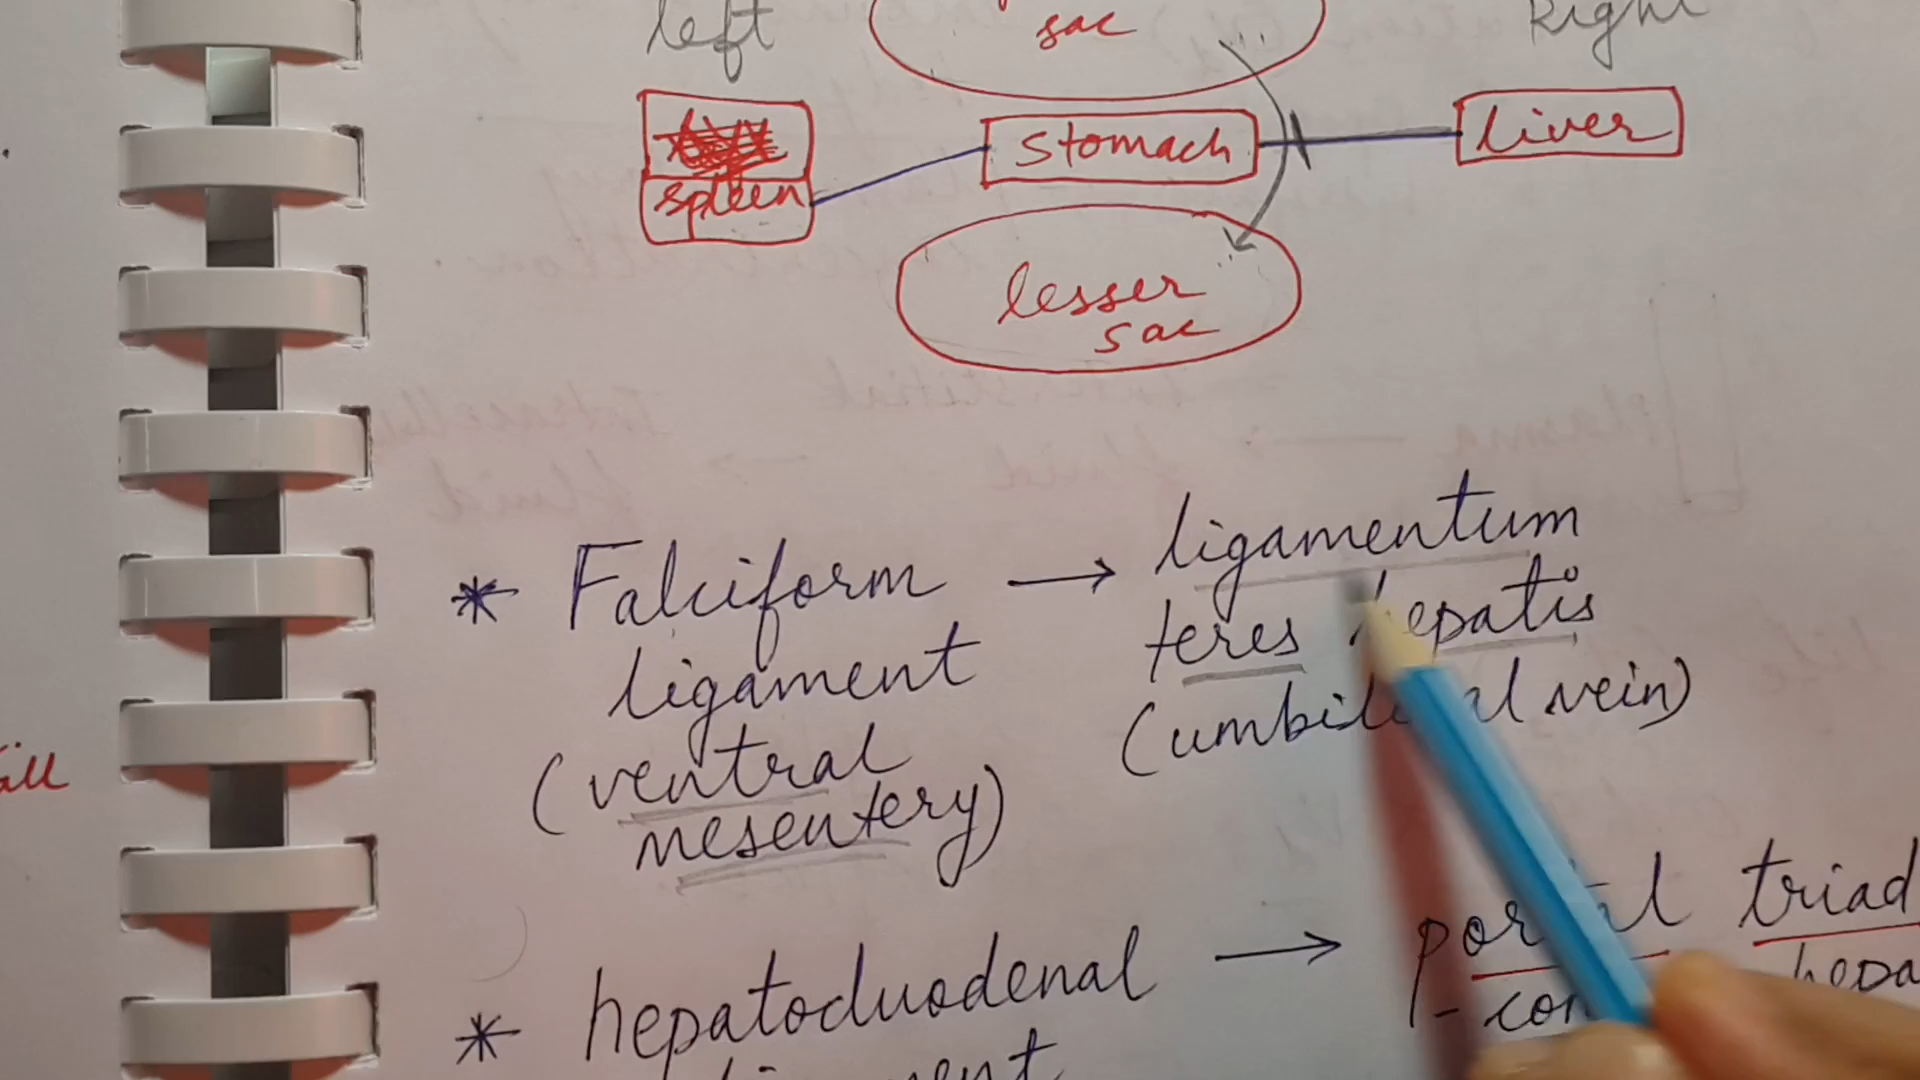 left
sac
Right
stomach
liver
spleen
lesser
sac
* Falciform → ligamentum
ligament teres hepatis
(ventral (umbilical vein)
mesentery)
* hepatoduodenal → portal triad